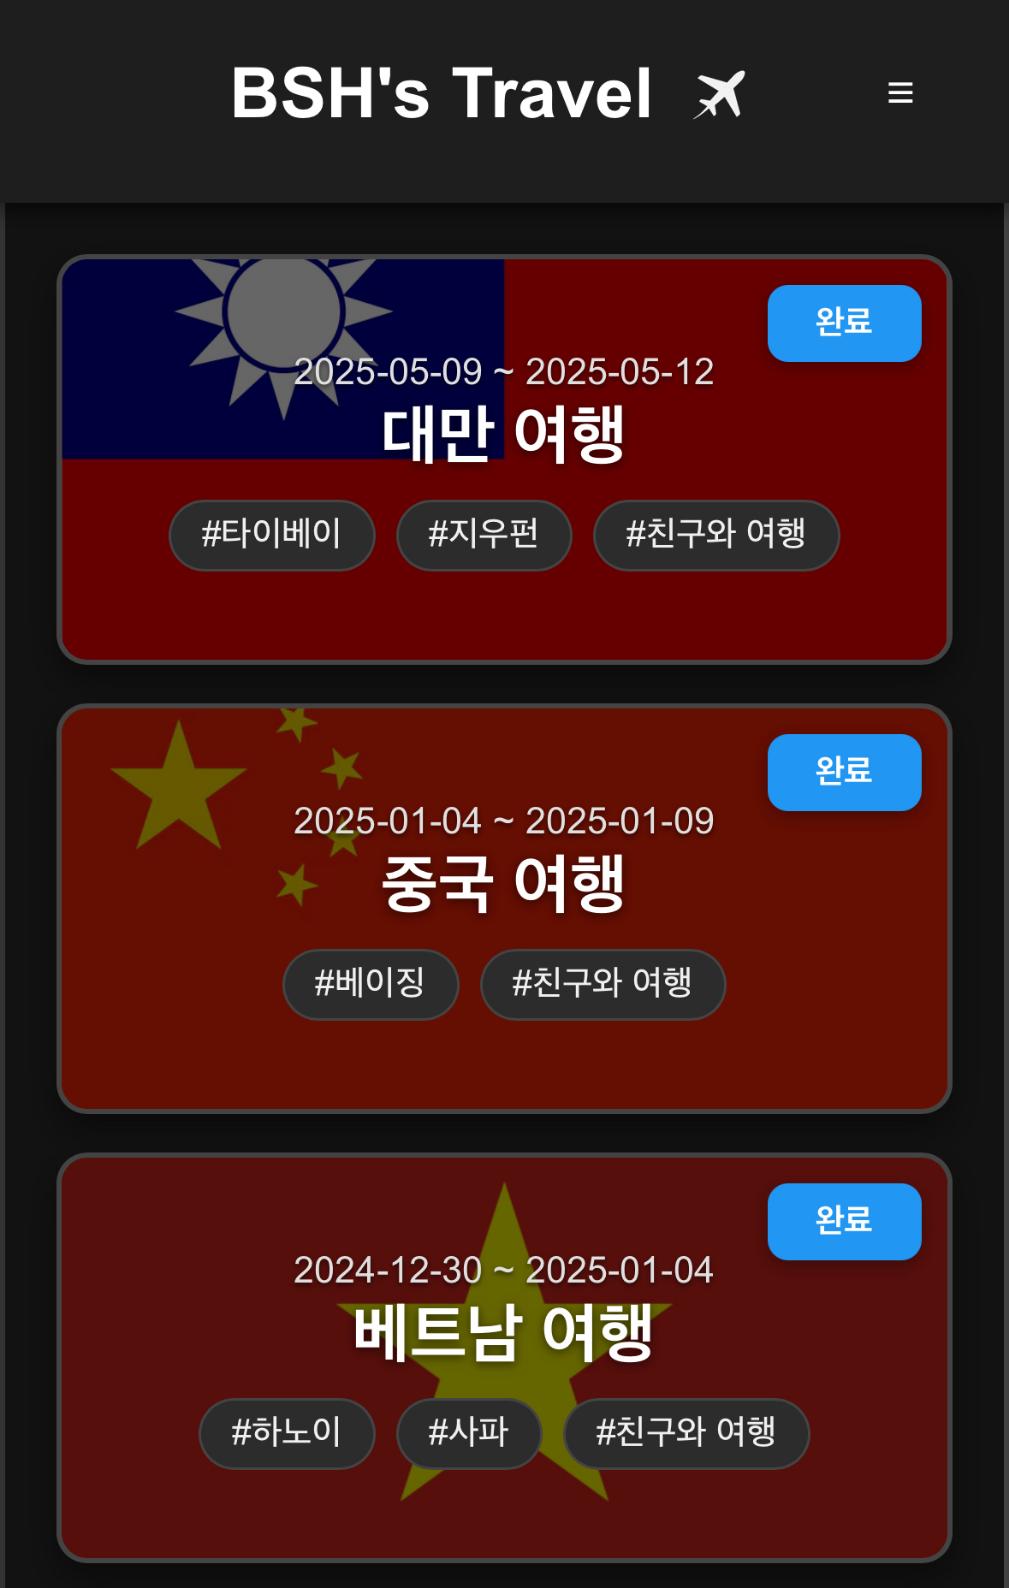 BSH's Travel
완료
2025-05-09 ~ 2025-05-12
대만 여행
#타이베이 #지우펀 #친구와 여행
완료
2025-01-04 ~ 2025-01-09
중국 여행
#베이징 #친구와 여행
완료
2024-12-30 ~ 2025-01-04
베트남 여행
#하노이 #사파 #친구와 여행